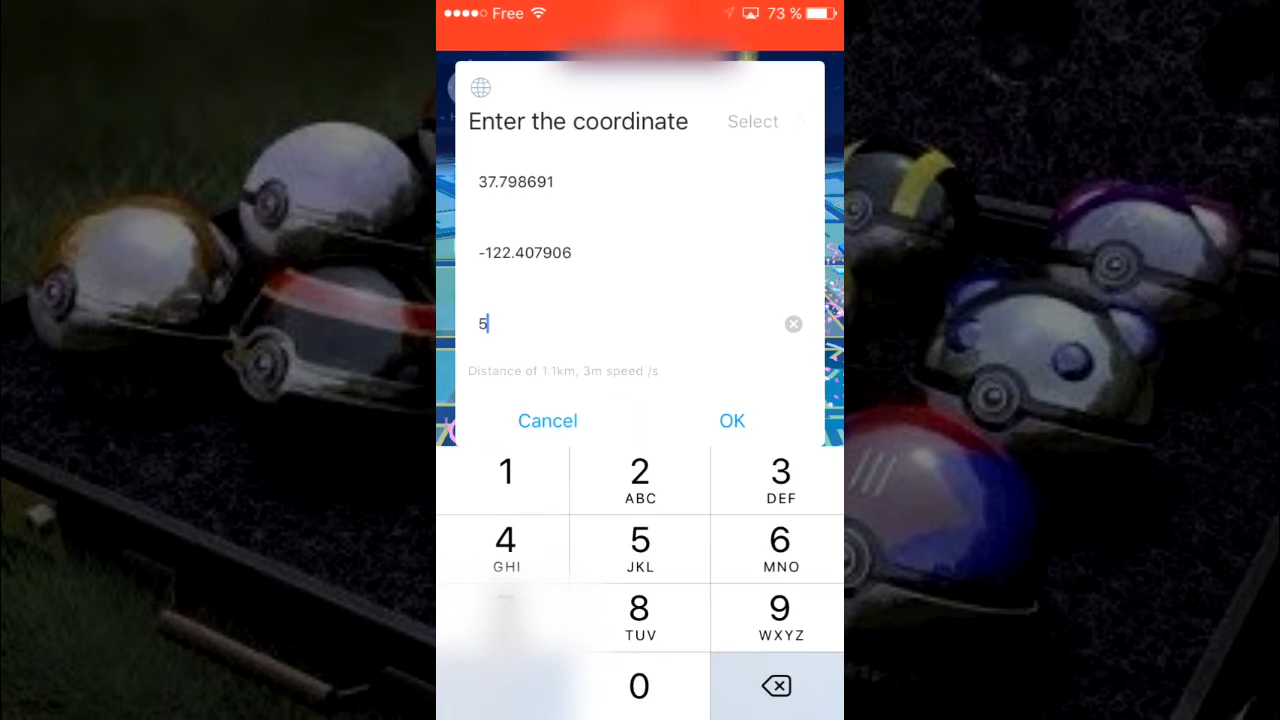 Free 73 %
Enter the coordinate Select
37.798691
-122.407906
5
Distance of 1.1km, 3m speed /s
Cancel OK
1 2 3
ABC DEF
4 5 6
GHI JKL MNO
8 9
TUV WXYZ
0